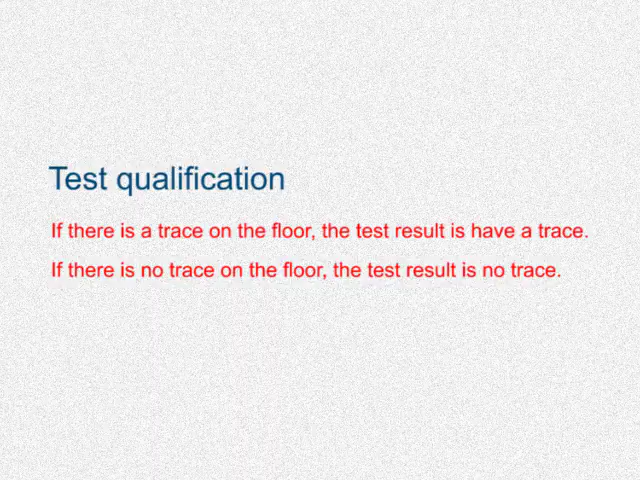 Test qualification
If there is a trace on the floor, the test result is have a trace.
If there is no trace on the floor, the test result is no trace.